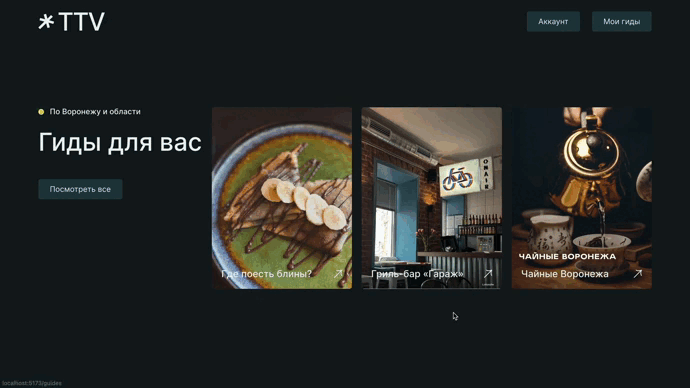 TTV
Аккаунт
Мои гиды
По Воронежу и области
Гиды для вас
Посмотреть все
Где поесть блины?
Гриль-бар «Гараж»
ЧАЙНЫЕ ВОРОНЕЖА
Чайные Воронежа
localhost:5173/guides